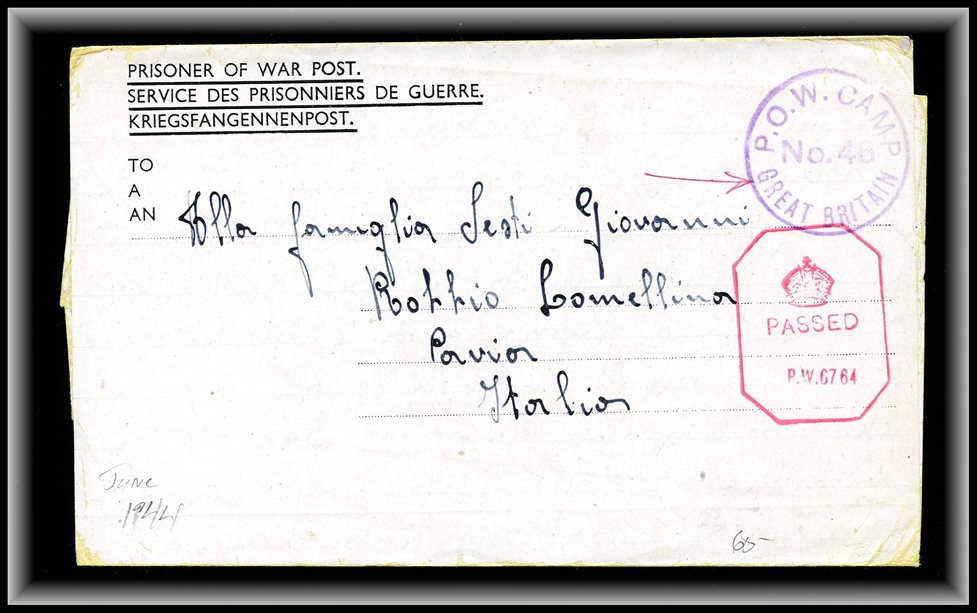 PRISONER OF WAR POST.
SERVICE DES PRISONNIERS DE GUERRE.
KRIEGSFANGENNENPOST.
P.O.W. CAMP
No. 46
GREAT BRITAIN
TO
A
AN
Alla famiglia Sesti Giovanni
Robbio Lomellina
Pavia
Italia
PASSED
P.W.6764
June
1944
65-